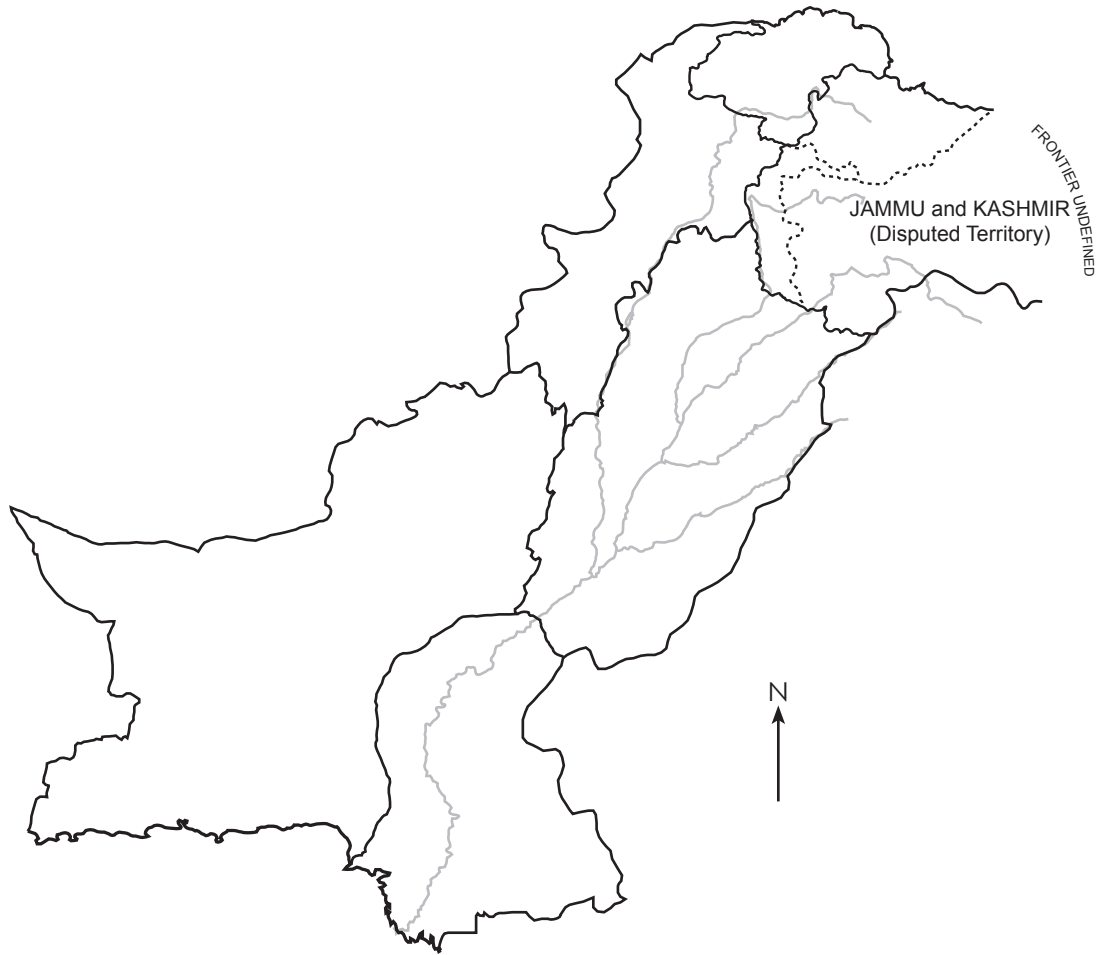 FRONTIER UNDEFINED
JAMMU and KASHMIR
(Disputed Territory)
N